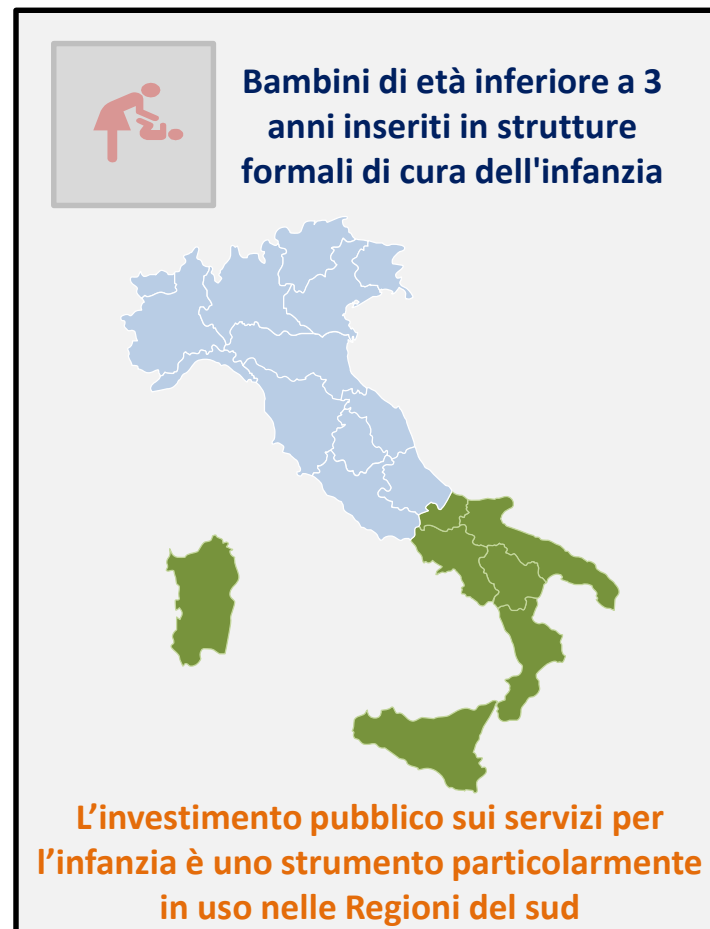 Bambini di età inferiore a 3
anni inseriti in strutture
formali di cura dell'infanzia
L’investimento pubblico sui servizi per
l’infanzia è uno strumento particolarmente
in uso nelle Regioni del sud